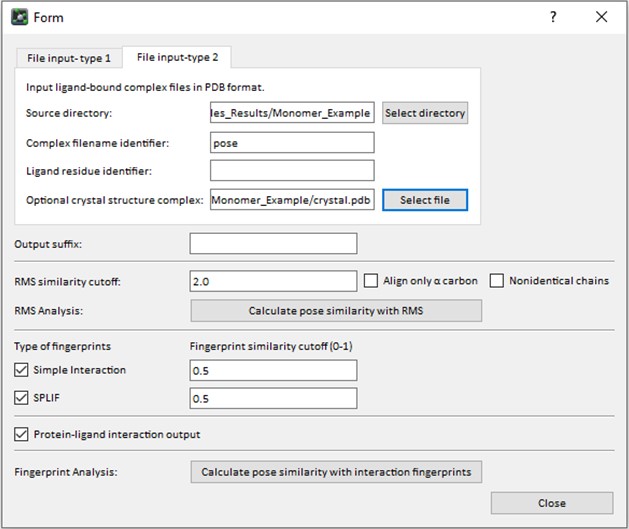 Form
? X
File input- type 1 File input-type 2
Input ligand-bound complex files in PDB format.
Source directory: les_Results/Monomer_Example Select directory
Complex filename identifier: pose
Ligand residue identifier:
Optional crystal structure complex: Monomer_Example/crystal.pdb Select file
Output suffix:
RMS similarity cutoff: 2.0 Align only α carbon Nonidentical chains
RMS Analysis: Calculate pose similarity with RMS
Type of fingerprints Fingerprint similarity cutoff (0-1)
Simple Interaction 0.5
SPLIF 0.5
Protein-ligand interaction output
Fingerprint Analysis: Calculate pose similarity with interaction fingerprints
Close